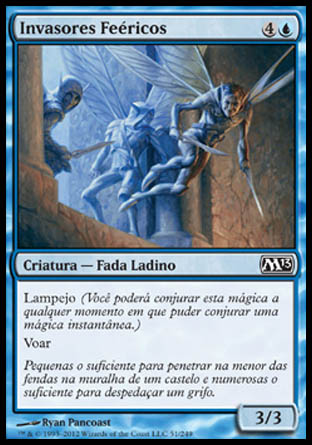 Invasores Feéricos 4
Criatura — Fada Ladino M13
Lampejo (Você poderá conjurar esta mágica a
qualquer momento em que puder conjurar uma
mágica instantânea.)
Voar
Pequenas o suficiente para penetrar na menor das
fendas na muralha de um castelo e numerosas o
suficiente para despedaçar um grifo.
Ryan Pancoast
™ & © 1993–2012 Wizards of the Coast LLC 51/249
3/3